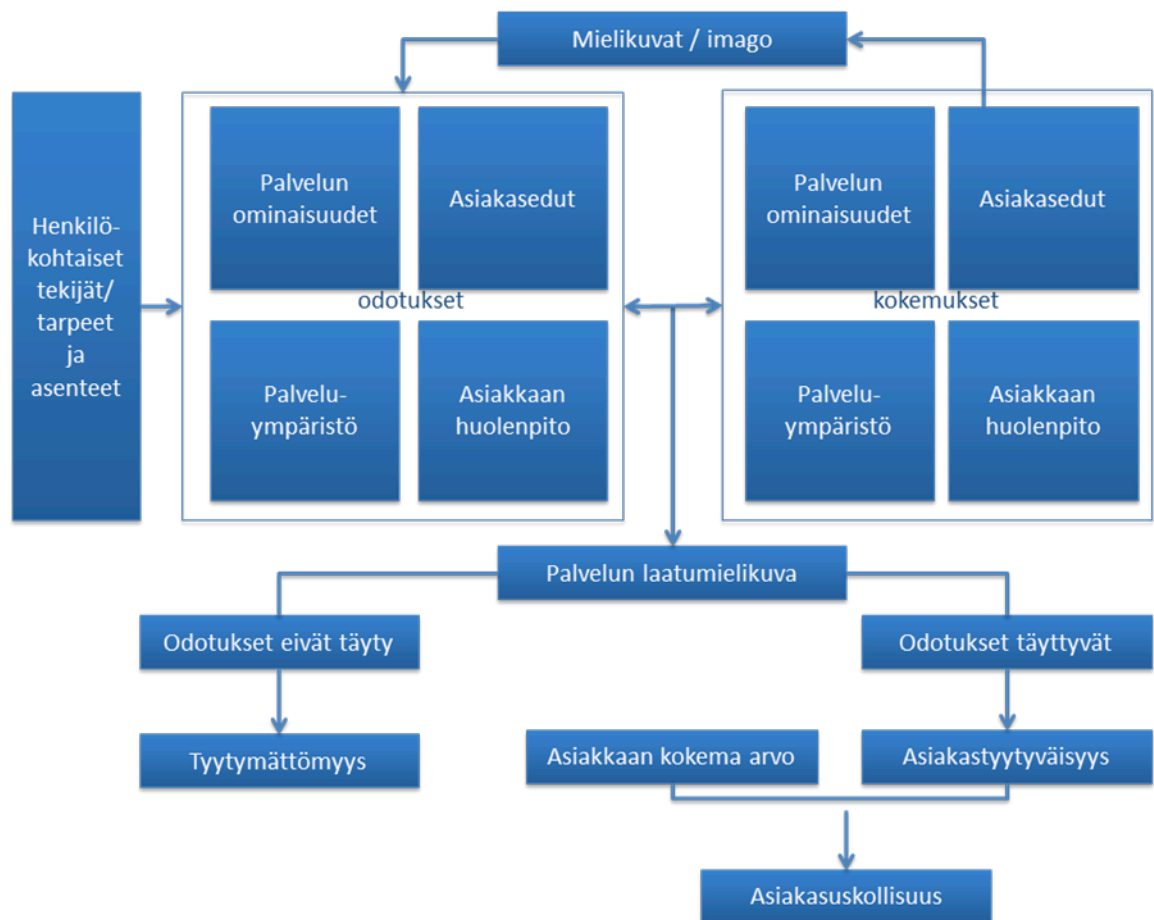 Mielikuvat / imago
Henkilö-
kohtaiset
tekijät/
tarpeet
ja
asenteet
Palvelun
ominaisuudet
Asiakasedut
odotukset
Palvelu-
ympäristö
Asiakkaan
huolenpito
Palvelun
ominaisuudet
Asiakasedut
kokemukset
Palvelu-
ympäristö
Asiakkaan
huolenpito
Palvelun laatumielikuva
Odotukset eivät täyty
Odotukset täyttyvät
Tyytymättömyys
Asiakkaan kokema arvo
Asiakastyytyväisyys
Asiakasuskollisuus